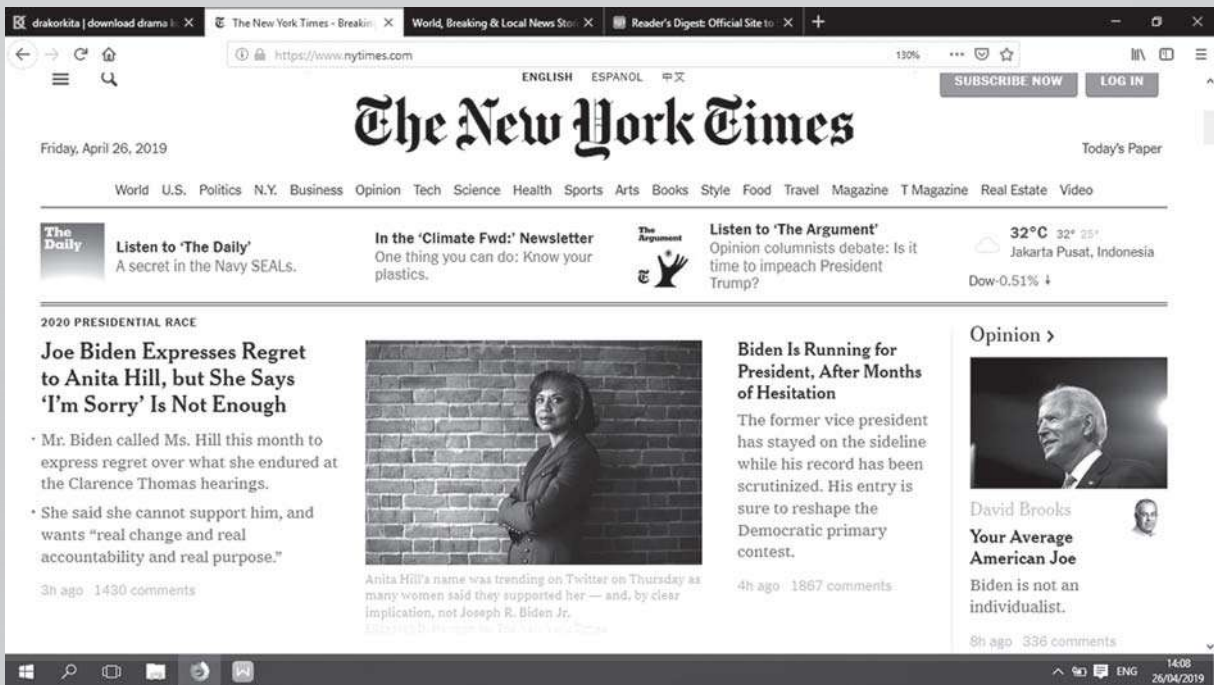 drakorkita | download drama k
The New York Times - Breakin
World, Breaking & Local News Stor
Reader's Digest: Official Site to
https://www.nytimes.com
130%
ENGLISH ESPAÑOL 中文
SUBSCRIBE NOW LOG IN
The New York Times
Friday, April 26, 2019
Today's Paper
World U.S. Politics N.Y. Business Opinion Tech Science Health Sports Arts Books Style Food Travel Magazine T Magazine Real Estate Video
The
Daily
Listen to 'The Daily'
A secret in the Navy SEALs.
In the 'Climate Fwd:' Newsletter
One thing you can do: Know your
plastics.
The
Argument
Listen to 'The Argument'
Opinion columnists debate: Is it
time to impeach President
Trump?
32°C 32° 25°
Jakarta Pusat, Indonesia
Dow-0.51% ↓
2020 PRESIDENTIAL RACE
Joe Biden Expresses Regret
to Anita Hill, but She Says
'I'm Sorry' Is Not Enough
• Mr. Biden called Ms. Hill this month to
express regret over what she endured at
the Clarence Thomas hearings.
• She said she cannot support him, and
wants “real change and real
accountability and real purpose.”
3h ago 1430 comments
Anita Hill's name was trending on Twitter on Thursday as
many women said they supported her — and, by clear
implication, not Joseph R. Biden Jr.
Biden Is Running for
President, After Months
of Hesitation
The former vice president
has stayed on the sideline
while his record has been
scrutinized. His entry is
sure to reshape the
Democratic primary
contest.
4h ago 1867 comments
Opinion >
David Brooks
Your Average
American Joe
Biden is not an
individualist.
8h ago 336 comments
ENG
14:08
26/04/2019